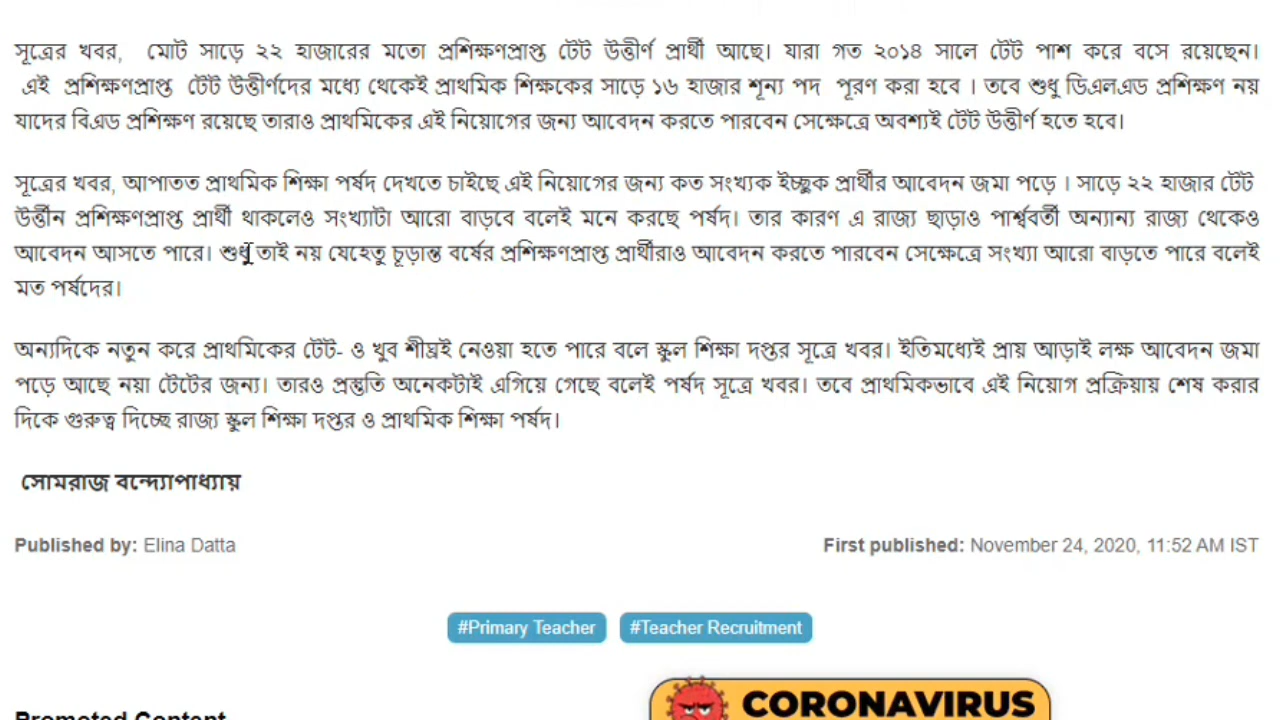 সূত্রের খবর, মোট সাড়ে ২২ হাজারের মতো প্রশিক্ষণপ্রাপ্ত টেট উত্তীর্ণ প্রার্থী আছে। যারা গত ২০১৪ সালে টেট পাশ করে বসে রয়েছেন।
এই প্রশিক্ষণপ্রাপ্ত টেট উত্তীর্ণদের মধ্যে থেকেই প্রাথমিক শিক্ষকের সাড়ে ১৬ হাজার শূন্য পদ পূরণ করা হবে । তবে শুধু ডিএলএড প্রশিক্ষণ নয়
যাদের বিএড প্রশিক্ষণ রয়েছে তারাও প্রাথমিকের এই নিয়োগের জন্য আবেদন করতে পারবেন সেক্ষেত্রে অবশ্যই টেট উত্তীর্ণ হতে হবে।
সূত্রের খবর, আপাতত প্রাথমিক শিক্ষা পর্ষদ দেখতে চাইছে এই নিয়োগের জন্য কত সংখ্যক ইচ্ছুক প্রার্থীর আবেদন জমা পড়ে । সাড়ে ২২ হাজার টেট
উর্ত্তীন প্রশিক্ষণপ্রাপ্ত প্রার্থী থাকলেও সংখ্যাটা আরো বাড়বে বলেই মনে করছে পর্ষদ। তার কারণ এ রাজ্য ছাড়াও পার্শ্ববর্তী অন্যান্য রাজ্য থেকেও
আবেদন আসতে পারে। শুধু তাই নয় যেহেতু চূড়ান্ত বর্ষের প্রশিক্ষণপ্রাপ্ত প্রার্থীরাও আবেদন করতে পারবেন সেক্ষেত্রে সংখ্যা আরো বাড়তে পারে বলেই
মত পর্ষদের।
অন্যদিকে নতুন করে প্রাথমিকের টেট- ও খুব শীঘ্রই নেওয়া হতে পারে বলে স্কুল শিক্ষা দপ্তর সূত্রে খবর। ইতিমধ্যেই প্রায় আড়াই লক্ষ আবেদন জমা
পড়ে আছে নয়া টেটের জন্য। তারও প্রস্তুতি অনেকটাই এগিয়ে গেছে বলেই পর্ষদ সূত্রে খবর। তবে প্রাথমিকভাবে এই নিয়োগ প্রক্রিয়ায় শেষ করার
দিকে গুরুত্ব দিচ্ছে রাজ্য স্কুল শিক্ষা দপ্তর ও প্রাথমিক শিক্ষা পর্ষদ।
সোমরাজ বন্দ্যোপাধ্যায়
Published by: Elina Datta
First published: November 24, 2020, 11:52 AM IST
#Primary Teacher #Teacher Recruitment
CORONAVIRUS
Promoted Content